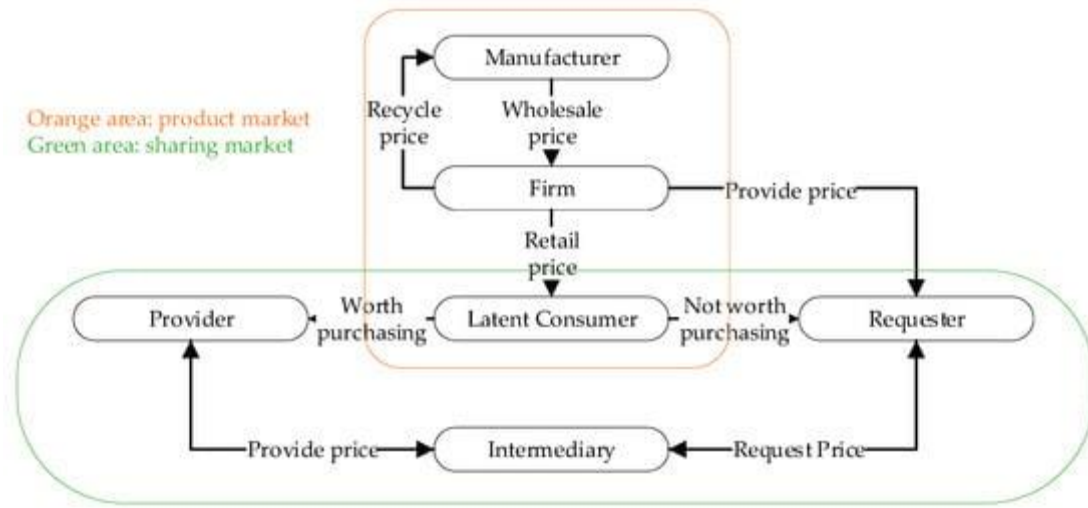 Manufacturer
Orange area: product market
Green area: sharing market
Recycle
price
Wholesale
price
Firm
Provide price
Retail
price
Provider
Worth
purchasing
Latent Consumer
Not worth
purchasing
Requester
Provide price
Intermediary
Request Price